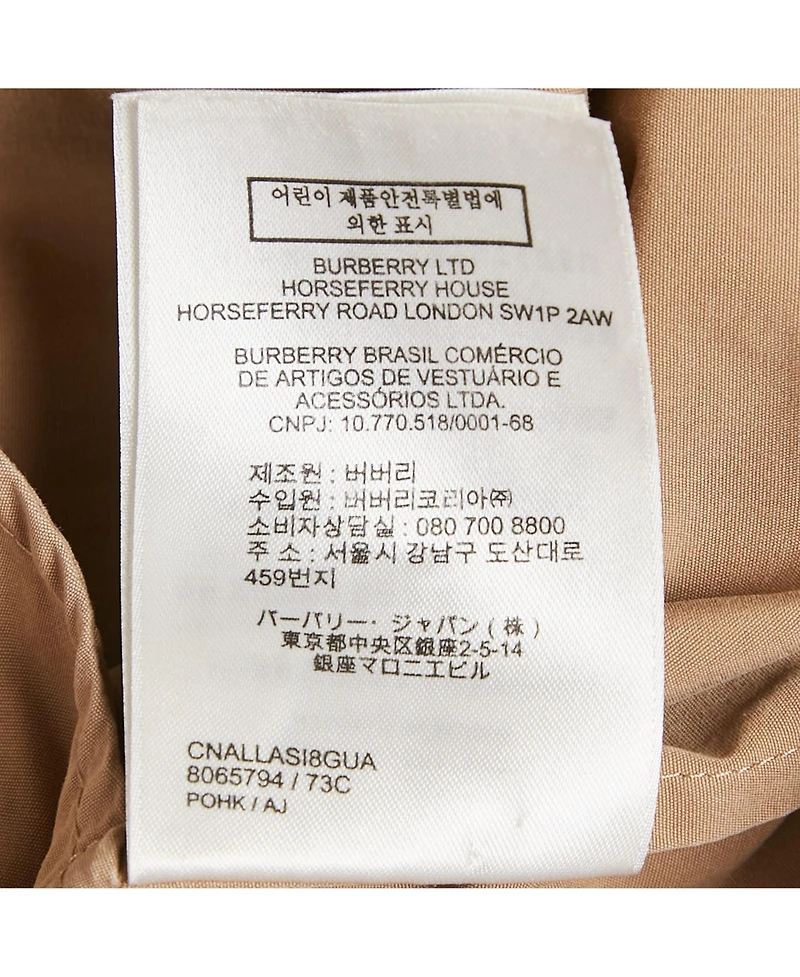 어린이 제품안전특별법에
의한 표시
BURBERRY LTD
HORSEFERRY HOUSE
HORSEFERRY ROAD LONDON SW1P 2AW
BURBERRY BRASIL COMÉRCIO
DE ARTIGOS DE VESTUÁRIO E
ACESSÓRIOS LTDA.
CNPJ: 10.770.518/0001-68
제조원 : 버버리
수입원 : 버버리코리아㈜
소비자상담실 : 080 700 8800
주 소 : 서울시 강남구 도산대로
459번지
バーバリー・ジャパン(株)
東京都中央区銀座2-5-14
銀座マロニエビル
CNALLASI8GUA
8065794 / 73C
POHK / AJ